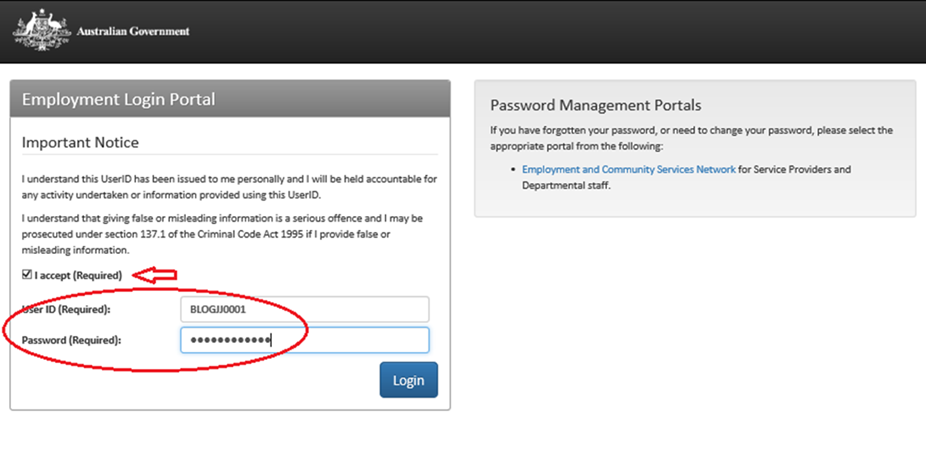 Australian Government
Employment Login Portal
Important Notice
I understand this UserID has been issued to me personally and I will be held accountable for
any activity undertaken or information provided using this UserID.
I understand that giving false or misleading information is a serious offence and I may be
prosecuted under section 137.1 of the Criminal Code Act 1995 if I provide false or
misleading information.
I accept (Required)
User ID (Required):
BLOGJJ0001
Password (Required):
••••••••••••
Login
Password Management Portals
If you have forgotten your password, or need to change your password, please select the
appropriate portal from the following:
• Employment and Community Services Network for Service Providers and
Departmental staff.